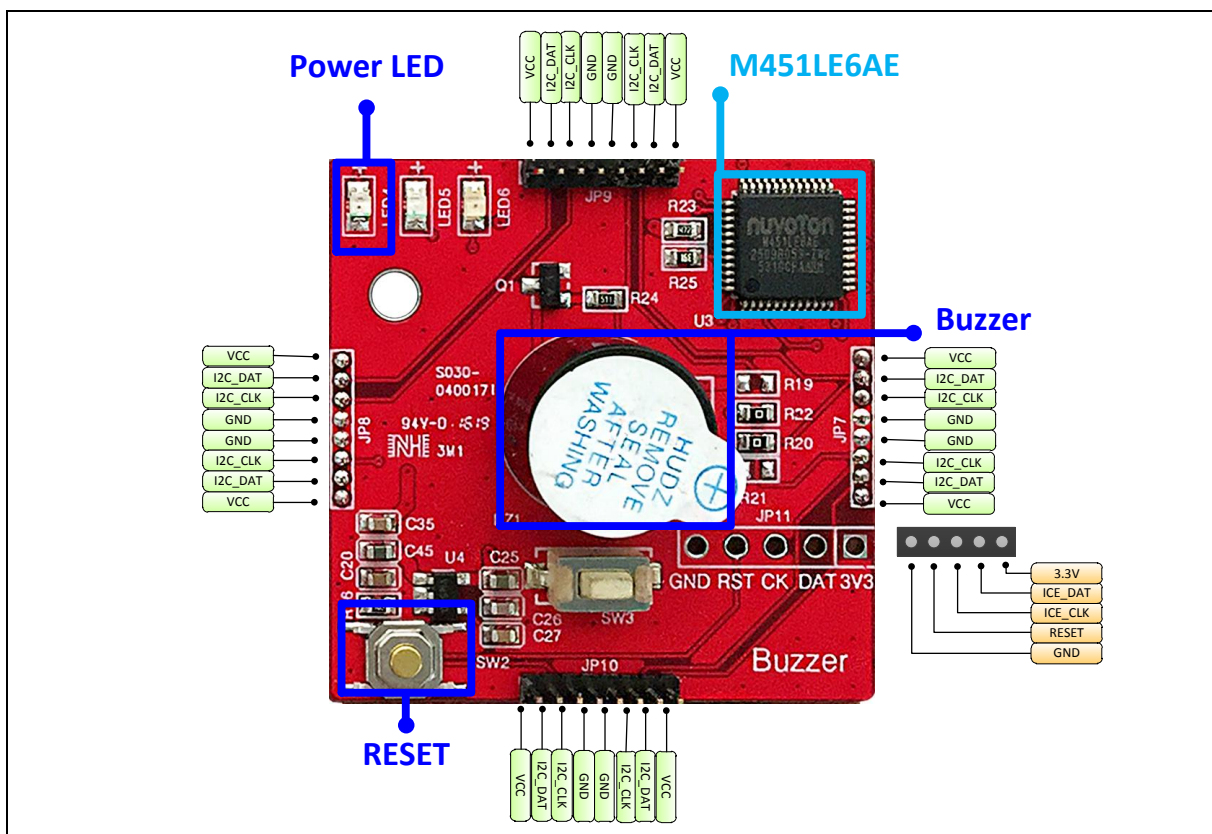 Power LED
M451LE6AE
VCC
I2C_DAT
I2C_CLK
GND
GND
I2C_CLK
I2C_DAT
VCC
LED4
LED5
LED6
JP9
R23
R25
nuvoTon
M451LE6AE
Q1
R24
U3
Buzzer
VCC
I2C_DAT
I2C_CLK
GND
GND
I2C_CLK
I2C_DAT
VCC
JP8
S030-
040017
94V-0
3M1
HUDZ
REMOVE
SEAL
AFTER
WASHING
R19
R22
R20
R21
JP7
VCC
I2C_DAT
I2C_CLK
GND
GND
I2C_CLK
I2C_DAT
VCC
JP11
GND RST CK DAT 3V3
3.3V
ICE_DAT
ICE_CLK
RESET
GND
C35
C45
C20
U4
C25
C26
C27
SW3
SW2
JP10
Buzzer
RESET
VCC
I2C_DAT
I2C_CLK
GND
GND
I2C_CLK
I2C_DAT
VCC